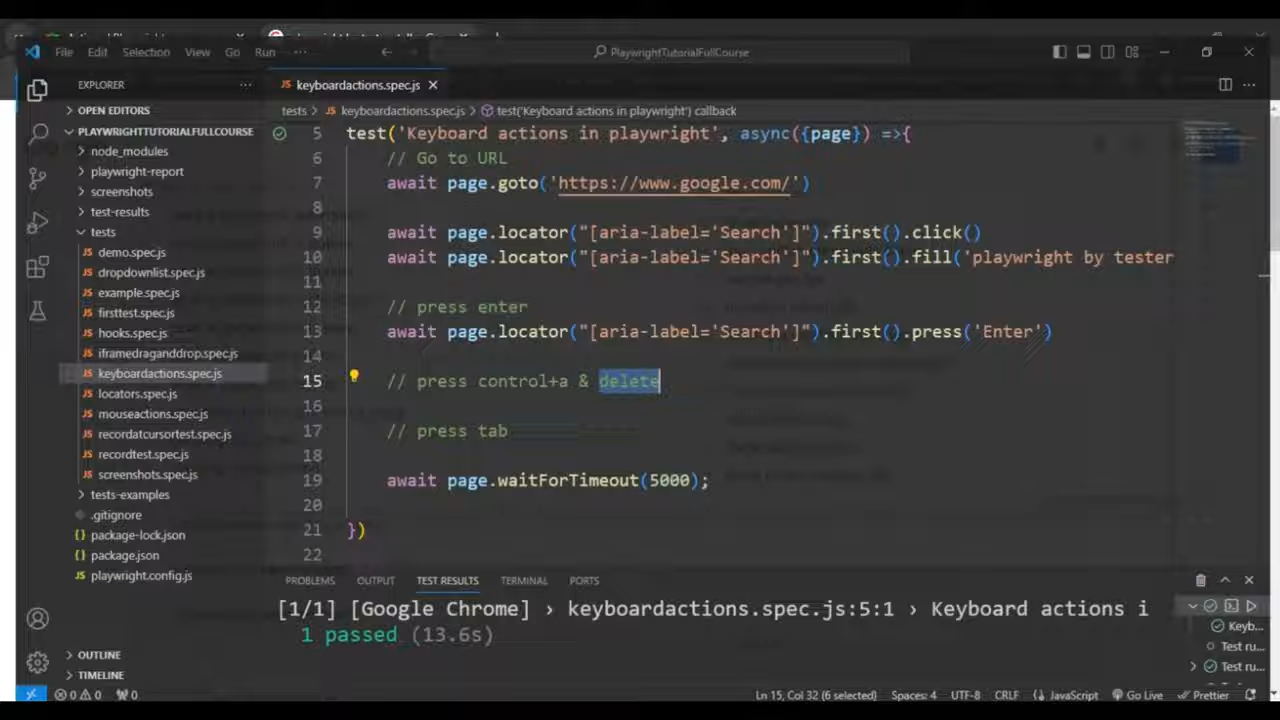 File Edit Selection View Go Run ··· PlaywrightTutorialFullCourse
EXPLORER ···
OPEN EDITORS
PLAYWRIGHTTUTORIALFULLCOURSE
node_modules
playwright-report
screenshots
test-results
tests
demo.spec.js
dropdownlist.spec.js
example.spec.js
firsttest.spec.js
hooks.spec.js
iframedraganddrop.spec.js
keyboardactions.spec.js
locators.spec.js
mouseactions.spec.js
recordatcursortest.spec.js
recordtest.spec.js
screenshots.spec.js
tests-examples
.gitignore
package-lock.json
package.json
playwright.config.js
OUTLINE
TIMELINE
keyboardactions.spec.js
tests > keyboardactions.spec.js > test('Keyboard actions in playwright') callback
5 test('Keyboard actions in playwright', async({page}) =>{
6 // Go to URL
7 await page.goto('https://www.google.com/')
8
9 await page.locator("[aria-label='Search']").first().click()
10 await page.locator("[aria-label='Search']").first().fill('playwright by tester
11
12 // press enter
13 await page.locator("[aria-label='Search']").first().press('Enter')
14
15 // press control+a & delete
16
17 // press tab
18
19 await page.waitForTimeout(5000);
20
21 })
22
PROBLEMS OUTPUT TEST RESULTS TERMINAL PORTS
[1/1] [Google Chrome] › keyboardactions.spec.js:5:1 › Keyboard actions i
1 passed (13.6s)
Keyb...
Test ru...
Test ru...
0 0 0 Ln 15, Col 32 (6 selected) Spaces: 4 UTF-8 CRLF JavaScript Go Live Prettier